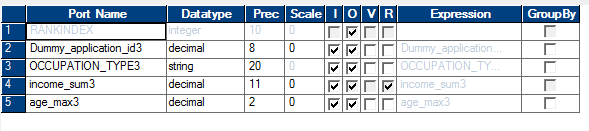 Port Name Datatype Prec Scale I O V R Expression GroupBy
1 RANKINDEX integer 10 0
2 Dummy_application_id3 decimal 8 0 Dummy_application...
3 OCCUPATION_TYPE3 string 20 0 OCCUPATION_TY...
4 income_sum3 decimal 11 0 income_sum3
5 age_max3 decimal 2 0 age_max3